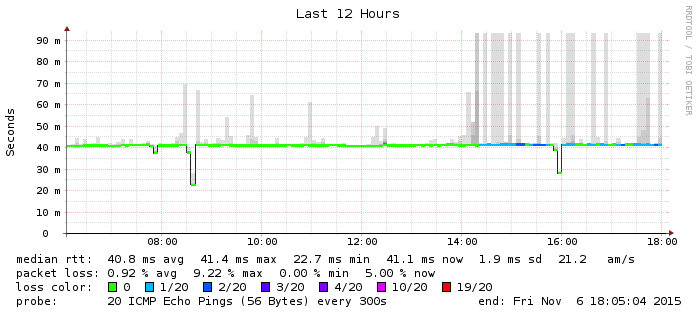 Last 12 Hours
RRDTOOL / TOBI OETIKER
Seconds
90 m
80 m
70 m
60 m
50 m
40 m
30 m
20 m
10 m
0
08:00 10:00 12:00 14:00 16:00 18:00
median rtt: 40.8 ms avg 41.4 ms max 22.7 ms min 41.1 ms now 1.9 ms sd 21.2 am/s
packet loss: 0.92 % avg 9.22 % max 0.00 % min 5.00 % now
loss color: 0 1/20 2/20 3/20 4/20 10/20 19/20
probe: 20 ICMP Echo Pings (56 Bytes) every 300s end: Fri Nov 6 18:05:04 2015